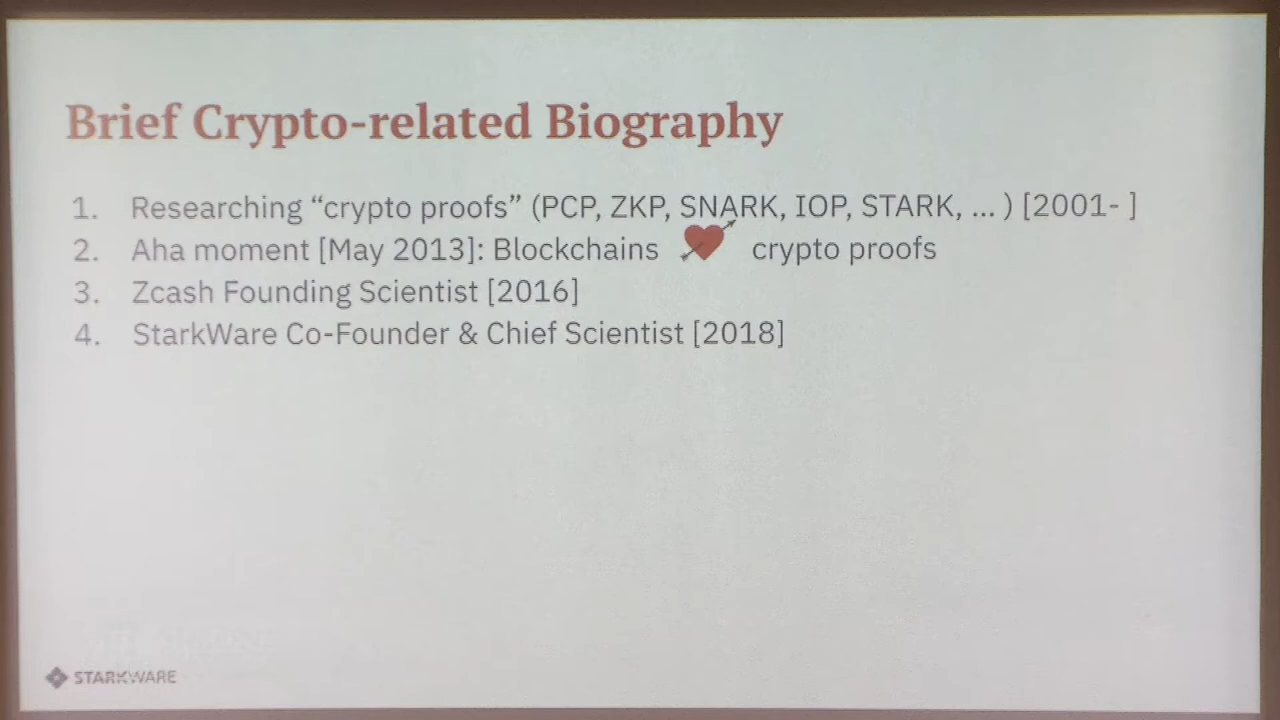 Brief Crypto-related Biography
1. Researching “crypto proofs” (PCP, ZKP, SNARK, IOP, STARK, ... ) [2001- ]
2. Aha moment [May 2013]: Blockchains crypto proofs
3. Zcash Founding Scientist [2016]
4. StarkWare Co-Founder & Chief Scientist [2018]
STARKWARE